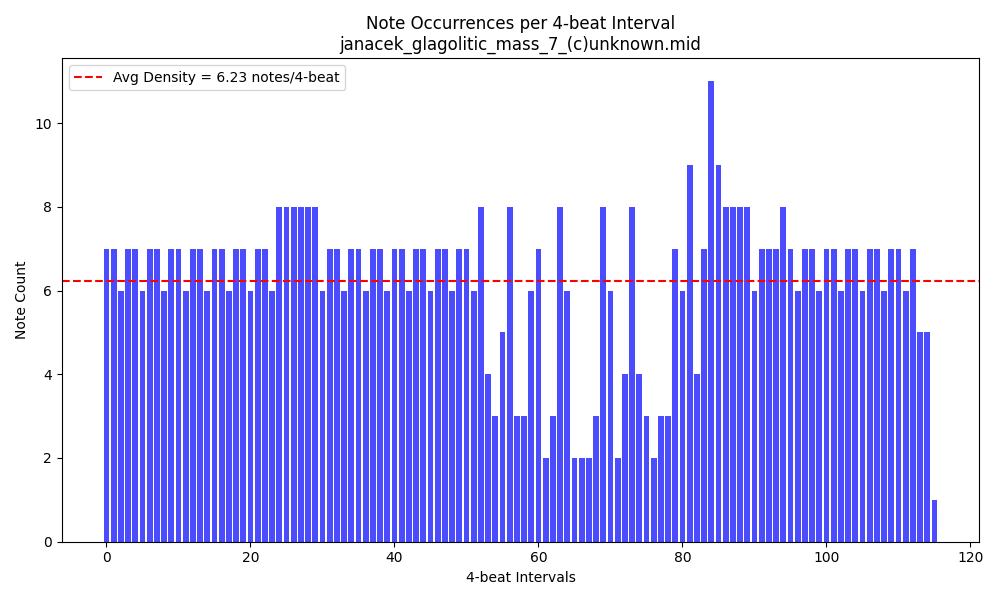 Note Occurrences per 4-beat Interval
janacek_glagolitic_mass_7_(c)unknown.mid
Avg Density = 6.23 notes/4-beat
Note Count
10
8
6
4
2
0
0 20 40 60 80 100 120
4-beat Intervals